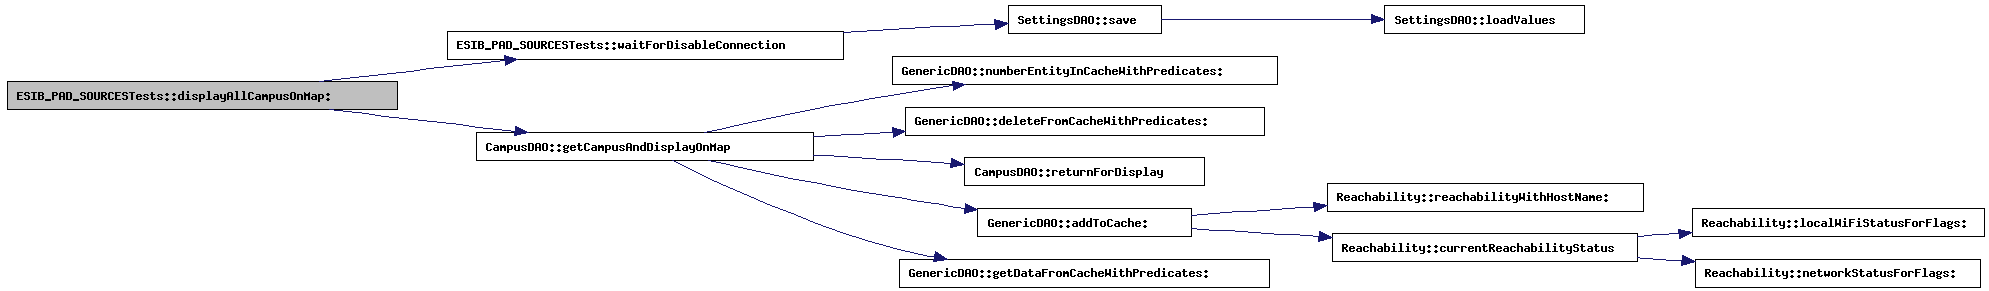 SettingsDAO::save
SettingsDAO::loadValues
ESIB_PAD_SOURCESTests::waitForDisableConnection
GenericDAO::numberEntityInCacheWithPredicates:
ESIB_PAD_SOURCESTests::displayAllCampusOnMap:
GenericDAO::deleteFromCacheWithPredicates:
CampusDAO::getCampusAndDisplayOnMap
CampusDAO::returnForDisplay
Reachability::reachabilityWithHostName:
GenericDAO::addToCache:
Reachability::localWiFiStatusForFlags:
Reachability::currentReachabilityStatus
GenericDAO::getDataFromCacheWithPredicates:
Reachability::networkStatusForFlags: